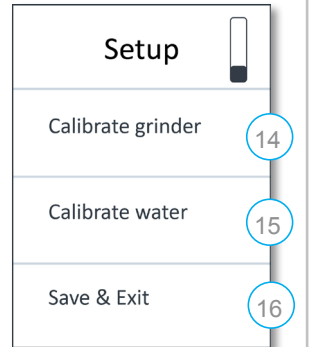 Setup
Calibrate grinder
14
Calibrate water
15
Save & Exit
16